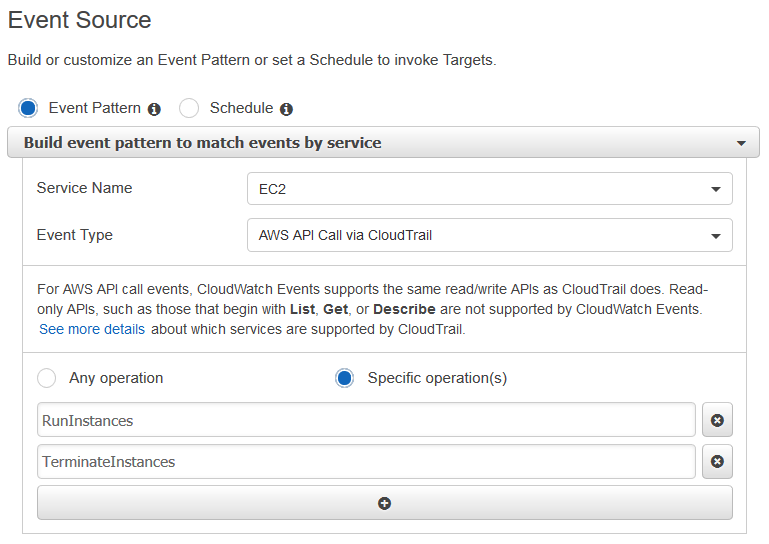 Event Source
Build or customize an Event Pattern or set a Schedule to invoke Targets.
Event Pattern Schedule
Build event pattern to match events by service
Service Name EC2
Event Type AWS API Call via CloudTrail
For AWS API call events, CloudWatch Events supports the same read/write APIs as CloudTrail does. Read-
only APIs, such as those that begin with List, Get, or Describe are not supported by CloudWatch Events.
See more details about which services are supported by CloudTrail.
Any operation Specific operation(s)
RunInstances
TerminateInstances